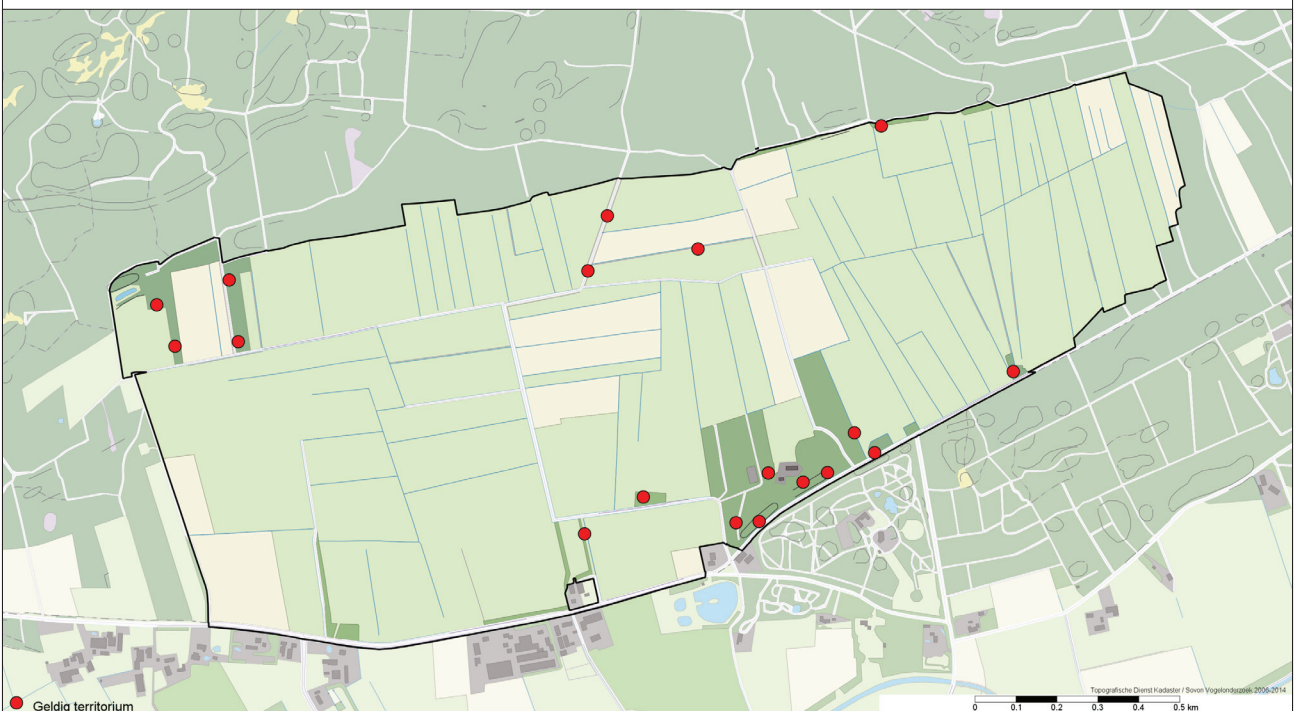 Topografische Dienst Kadaster / Sovon Vogelonderzoek 2006-2014
Geldig territorium
0 0.1 0.2 0.3 0.4 0.5 km